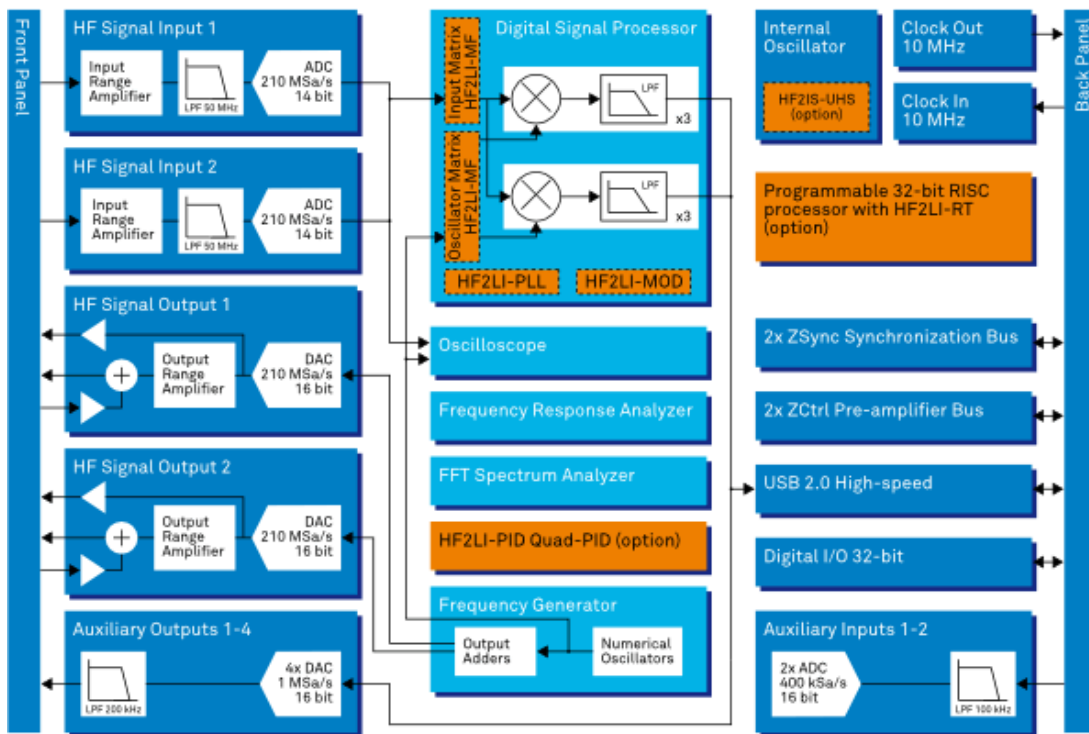 Front Panel
HF Signal Input 1
Input
Range
Amplifier
LPF 50 MHz
ADC
210 MSa/s
14 bit
HF Signal Input 2
Input
Range
Amplifier
LPF 50 MHz
ADC
210 MSa/s
14 bit
HF Signal Output 1
Output
Range
Amplifier
DAC
210 MSa/s
16 bit
HF Signal Output 2
Output
Range
Amplifier
DAC
210 MSa/s
16 bit
Auxiliary Outputs 1-4
LPF 200 kHz
4x DAC
1 MSa/s
16 bit
Digital Signal Processor
Input Matrix
HF2LI-MF
Oscillator Matrix
HF2LI-MF
LPF
x3
LPF
x3
HF2LI-PLL
HF2LI-MOD
Oscilloscope
Frequency Response Analyzer
FFT Spectrum Analyzer
HF2LI-PID Quad-PID (option)
Frequency Generator
Output
Adders
Numerical
Oscillators
Internal
Oscillator
HF2IS-UHS
(option)
Clock Out
10 MHz
Clock In
10 MHz
Programmable 32-bit RISC
processor with HF2LI-RT
(option)
2x ZSync Synchronization Bus
2x ZCtrl Pre-amplifier Bus
USB 2.0 High-speed
Digital I/O 32-bit
Auxiliary Inputs 1-2
2x ADC
400 kSa/s
16 bit
LPF 100 kHz
Back Panel